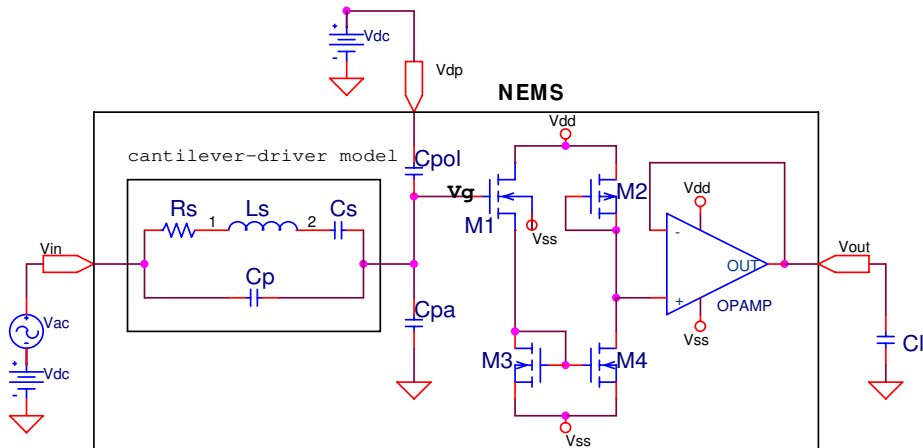 Vdc
Vdp
NEMS
Vdd
cantilever-driver model
Cpol
Vg
M1
M2
Vss
Rs
1
Ls
2
Cs
Vin
Cp
Vdd
-
OUT
+
OPAMP
Vout
Cpa
Vac
Vss
M3
M4
Cl
Vdc
Vss